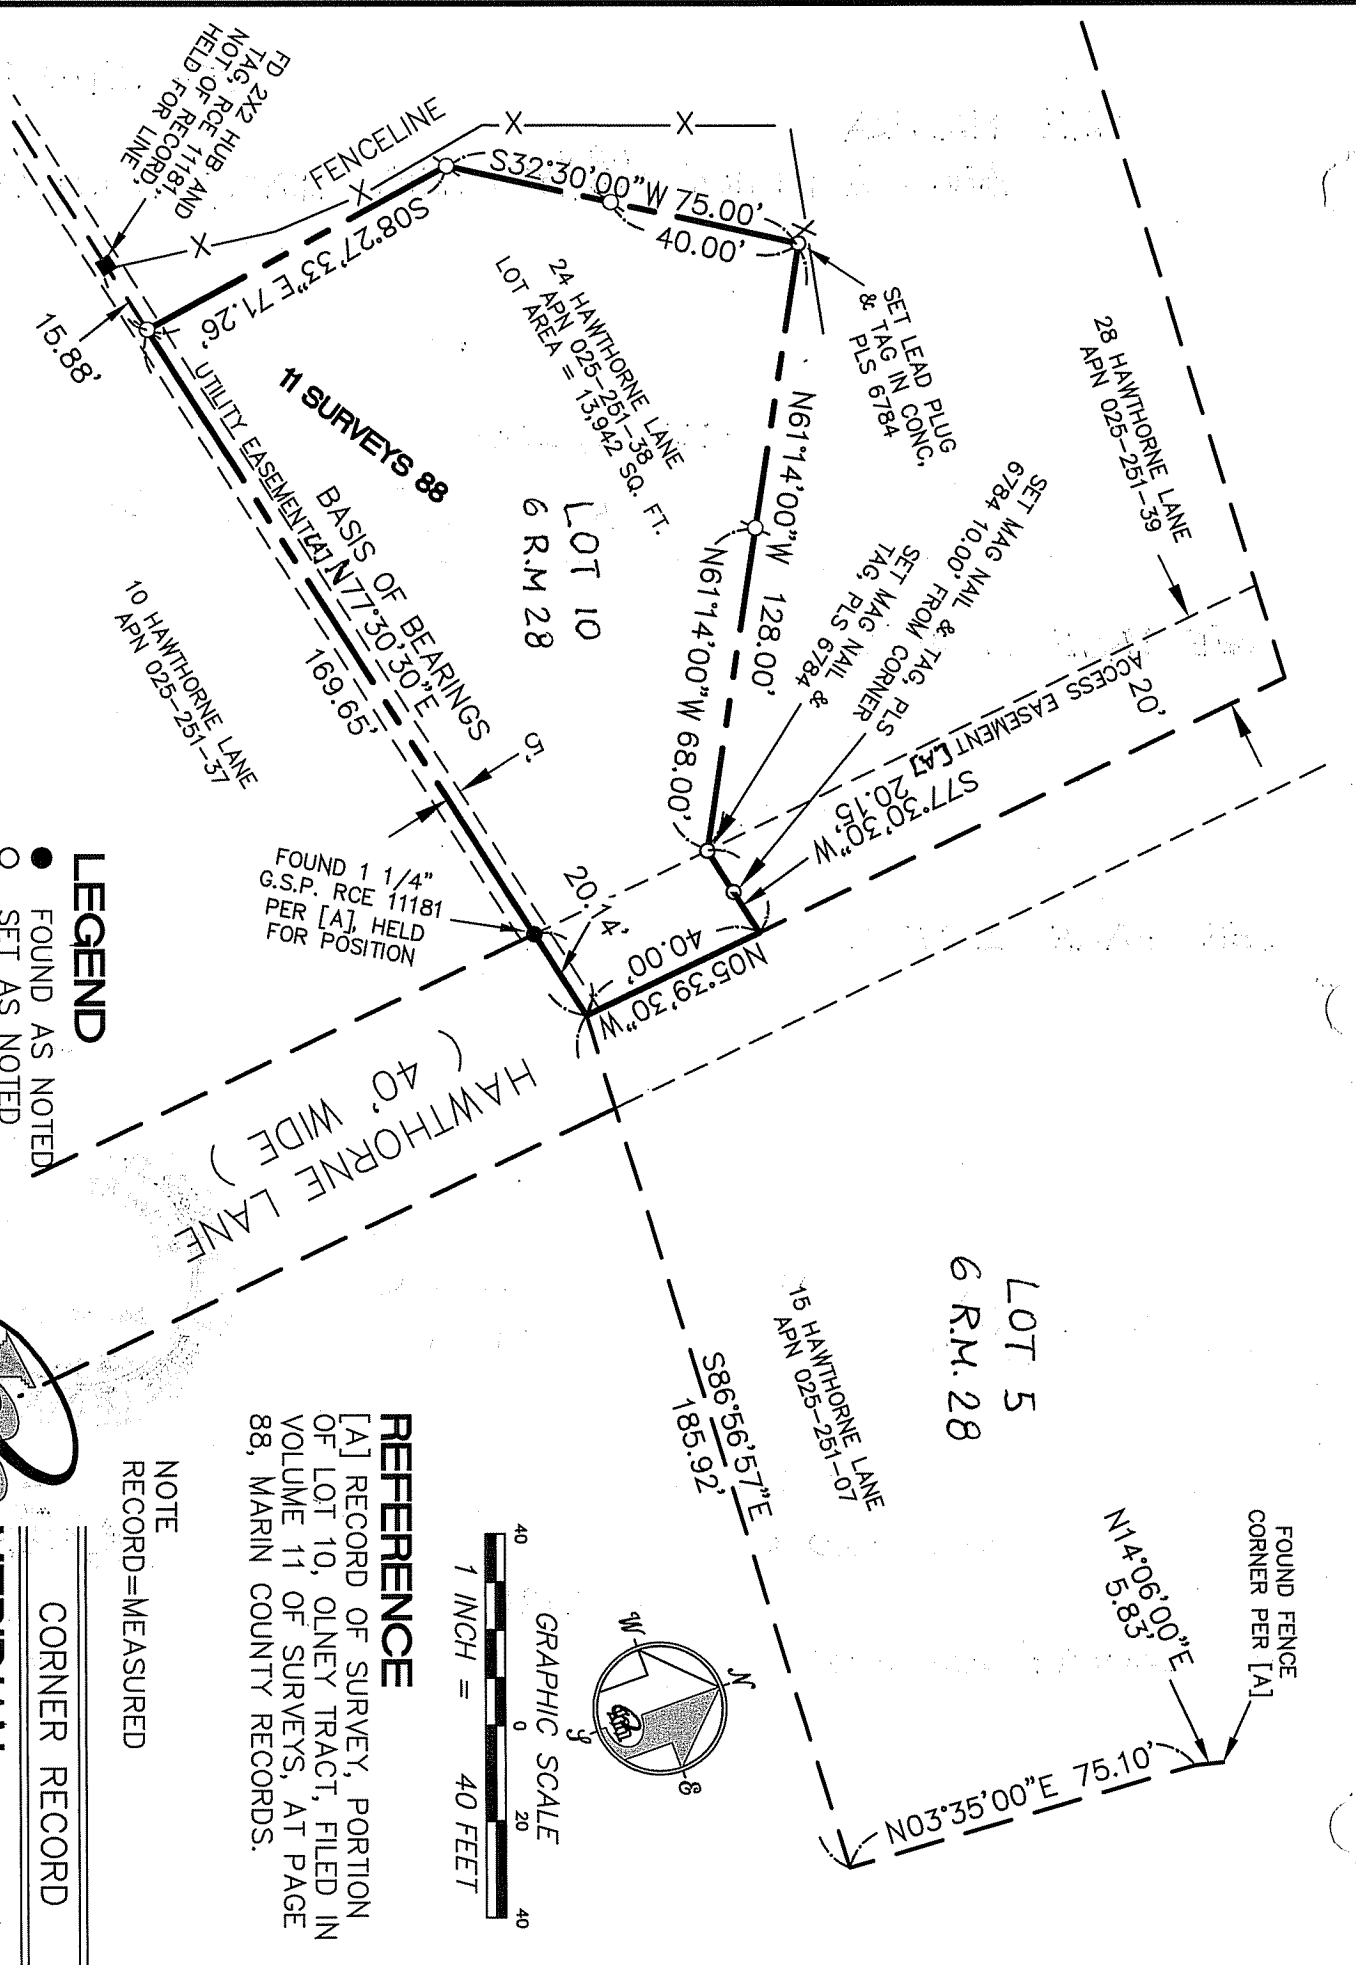 FD 2X2 HUB AND
TAG, RCE 11181.
NOT OF RECORD.
HELD FOR LINE.
FENCELINE
S32°30'00"W 75.00'
40.00'
S08°27'33"E 71.26'
15.88'
24 HAWTHORNE LANE
APN 025-251-38
LOT AREA = 13,942 SQ. FT.
SET LEAD PLUG
& TAG IN CONC,
PLS 6784
28 HAWTHORNE LANE
APN 025-251-39
11 SURVEYS 88
LOT 10
6 R.M 28
N61°14'00"W 128.00'
N61°14'00"W 68.00'
SET MAG NAIL & TAG, PLS
6784 10.00' FROM CORNER
SET MAG NAIL &
TAG, PLS 6784
20'
ACCESS EASEMENT [A]
S77°30'30"W
20.15'
UTILITY EASEMENT [A]
BASIS OF BEARINGS
N77°30'30"E
169.65'
5'
10 HAWTHORNE LANE
APN 025-251-37
FOUND 1 1/4"
G.S.P. RCE 11181
PER [A], HELD
FOR POSITION
20.14'
40.00'
N05°39'30"W
HAWTHORNE LANE
( 40' WIDE )
LEGEND
FOUND AS NOTED
SET AS NOTED
LOT 5
6 R.M. 28
15 HAWTHORNE LANE
APN 025-251-07
S86°56'57"E
185.92'
FOUND FENCE
CORNER PER [A]
N14°06'00"E
5.83'
N03°35'00"E 75.10'
N
W
E
S
GRAPHIC SCALE
40 0 20 40
1 INCH = 40 FEET
REFERENCE
[A] RECORD OF SURVEY, PORTION
OF LOT 10, OLNEY TRACT, FILED IN
VOLUME 11 OF SURVEYS, AT PAGE
88, MARIN COUNTY RECORDS.
NOTE
RECORD=MEASURED
CORNER RECORD